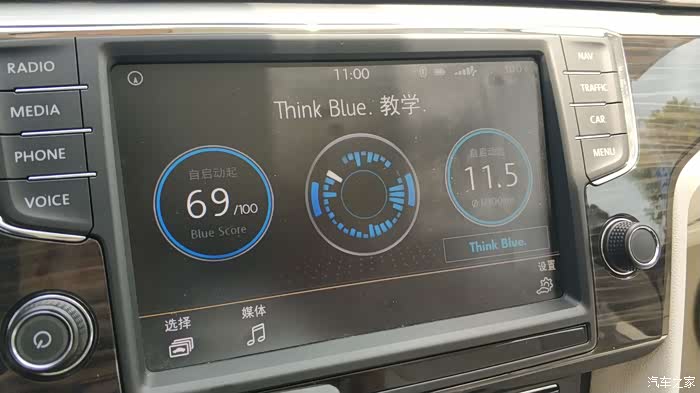 RADIO
MEDIA
PHONE
VOICE
11:00
Think Blue. 教学.
自启动起
69/100
Blue Score
自启动起
11.5
Think Blue.
选择
媒体
设置
NAV
TRAFFIC
CAR
MENU
汽车之家